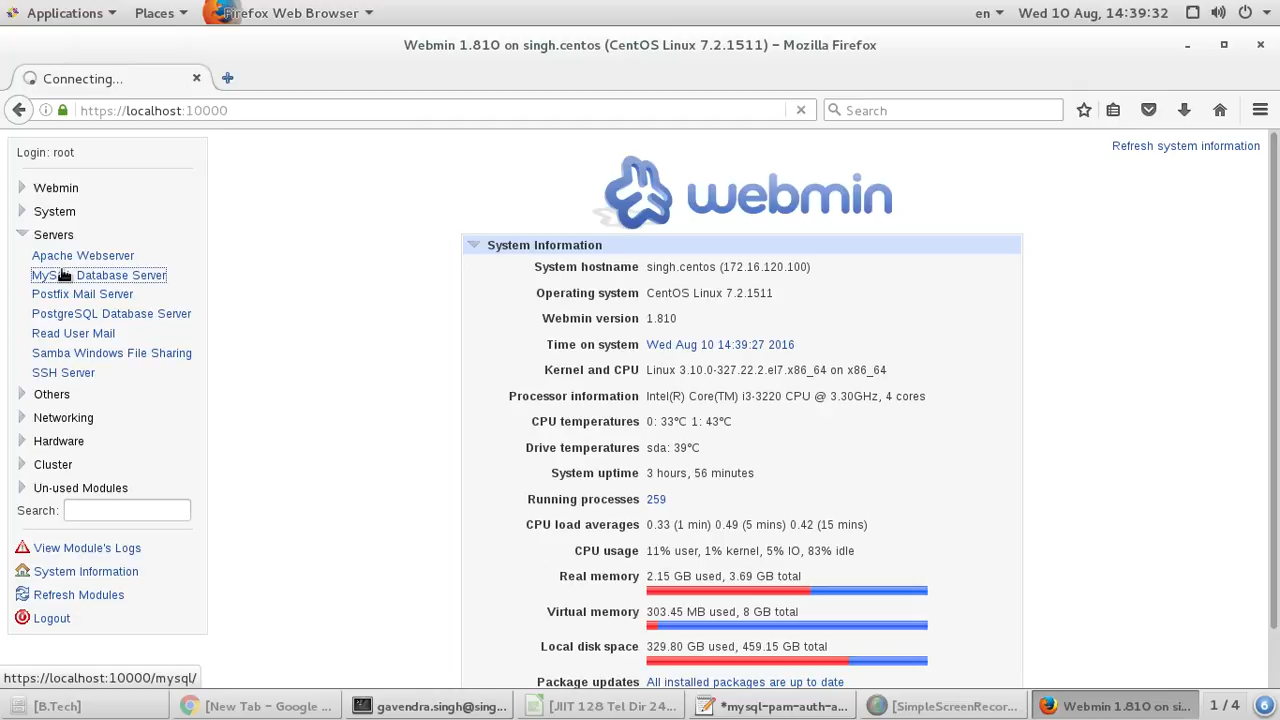 Applications Places Firefox Web Browser en Wed 10 Aug, 14:39:32
Webmin 1.810 on singh.centos (CentOS Linux 7.2.1511) – Mozilla Firefox
Connecting...
https://localhost:10000 Search
Login: root
Webmin
System
Servers
Apache Webserver
MySQL Database Server
Postfix Mail Server
PostgreSQL Database Server
Read User Mail
Samba Windows File Sharing
SSH Server
Others
Networking
Hardware
Cluster
Un-used Modules
Search:
View Module's Logs
System Information
Refresh Modules
Logout
https://localhost:10000/mysql/
Refresh system information
webmin
System Information
System hostname singh.centos (172.16.120.100)
Operating system CentOS Linux 7.2.1511
Webmin version 1.810
Time on system Wed Aug 10 14:39:27 2016
Kernel and CPU Linux 3.10.0-327.22.2.el7.x86_64 on x86_64
Processor information Intel(R) Core(TM) i3-3220 CPU @ 3.30GHz, 4 cores
CPU temperatures 0: 33°C 1: 43°C
Drive temperatures sda: 39°C
System uptime 3 hours, 56 minutes
Running processes 259
CPU load averages 0.33 (1 min) 0.49 (5 mins) 0.42 (15 mins)
CPU usage 11% user, 1% kernel, 5% IO, 83% idle
Real memory 2.15 GB used, 3.69 GB total
Virtual memory 303.45 MB used, 8 GB total
Local disk space 329.80 GB used, 459.15 GB total
Package updates All installed packages are up to date
[B.Tech] [New Tab – Google ... gavendra.singh@sing... [JIIT 128 Tel Dir 24... *mysql-pam-auth-a... [SimpleScreenRecor... Webmin 1.810 on si... 1 / 4 6